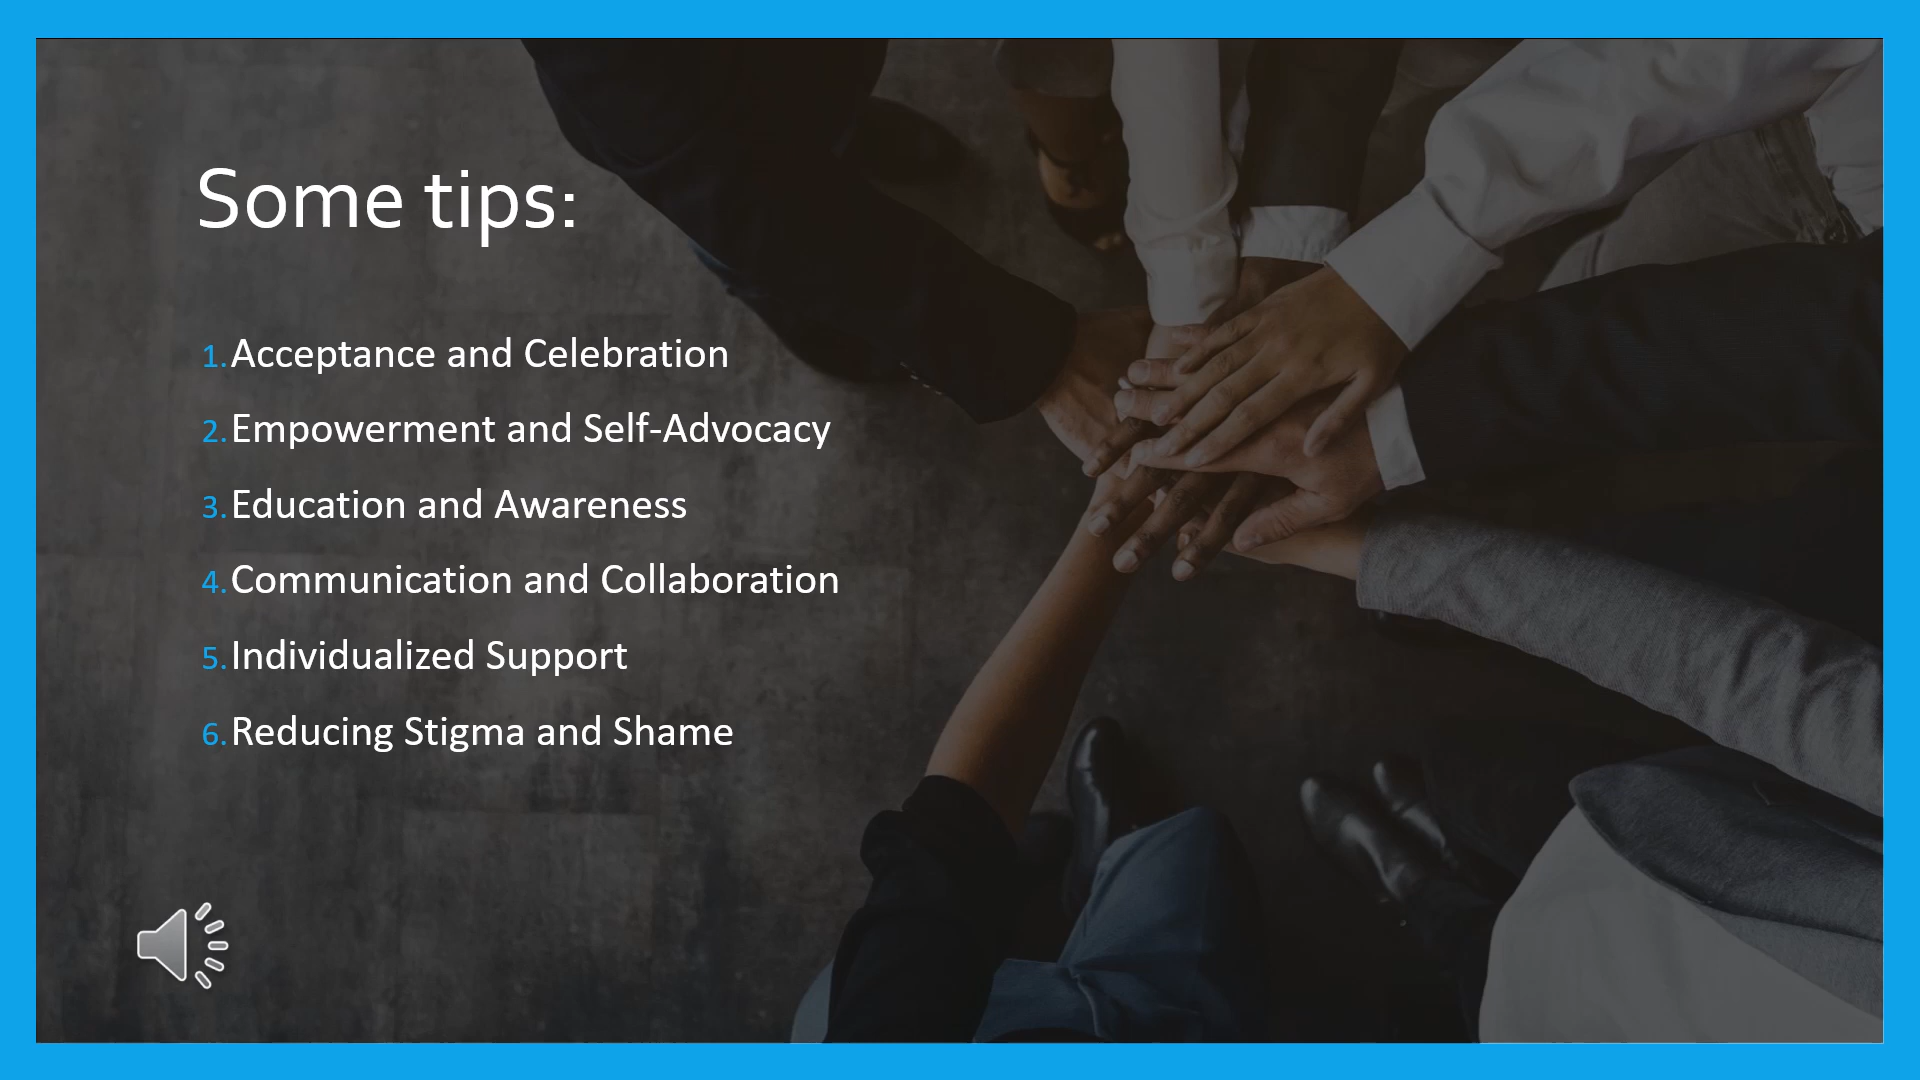 Some tips:
1. Acceptance and Celebration
2. Empowerment and Self-Advocacy
3. Education and Awareness
4. Communication and Collaboration
5. Individualized Support
6. Reducing Stigma and Shame